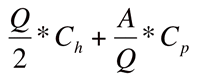 Q/2 * C_h + A/Q * C_p